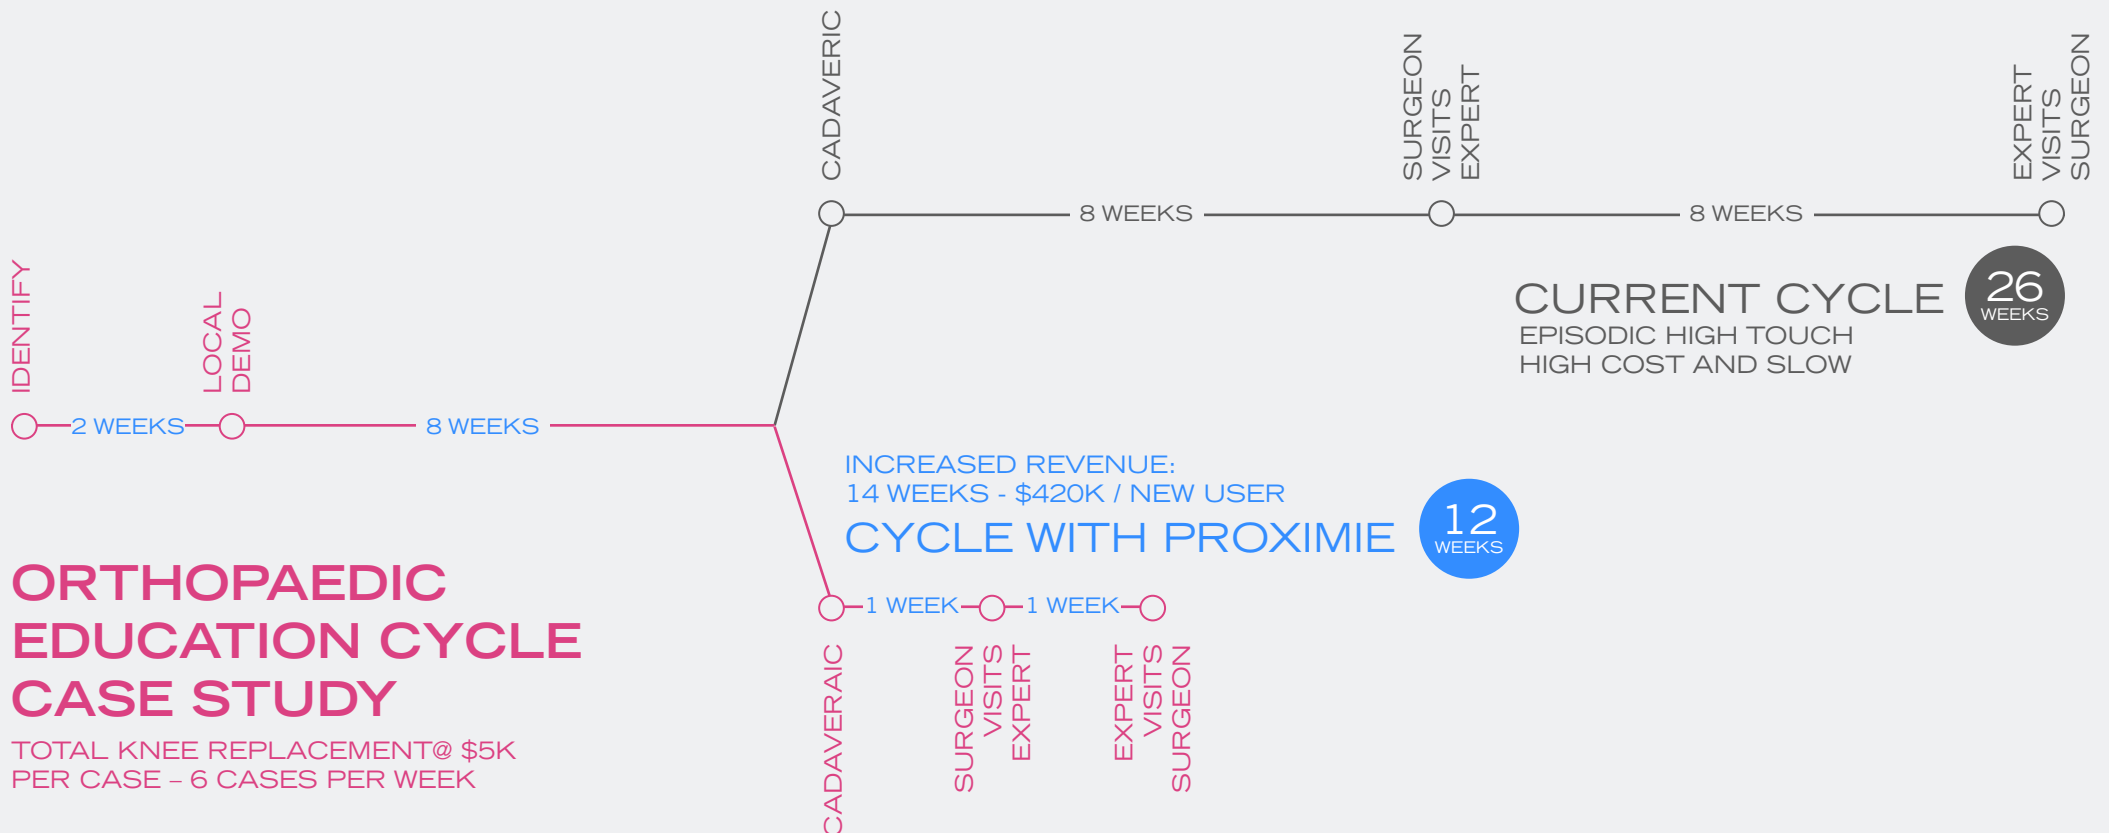 CADAVERIC
SURGEON
VISITS
EXPERT
EXPERT
VISITS
SURGEON
8 WEEKS
8 WEEKS
CURRENT CYCLE
EPISODIC HIGH TOUCH
HIGH COST AND SLOW
26
WEEKS
IDENTIFY
LOCAL
DEMO
2 WEEKS
8 WEEKS
INCREASED REVENUE:
14 WEEKS - $420K / NEW USER
CYCLE WITH PROXIMIE
12
WEEKS
1 WEEK
1 WEEK
CADAVERAIC
SURGEON
VISITS
EXPERT
EXPERT
VISITS
SURGEON
ORTHOPAEDIC
EDUCATION CYCLE
CASE STUDY
TOTAL KNEE REPLACEMENT@ $5K
PER CASE – 6 CASES PER WEEK